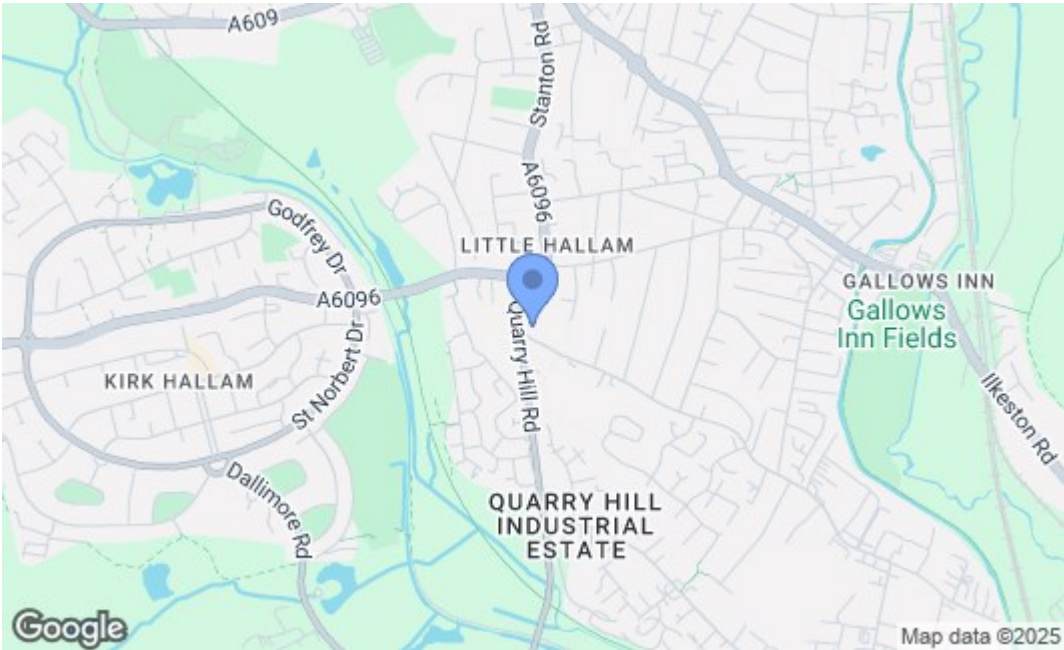 A609
Stanton Rd
A6096
Godfrey Dr
LITTLE HALLAM
A6096
GALLOWS INN
Gallows
Inn Fields
Quarry Hill Rd
St Norbert Dr
KIRK HALLAM
Ilkeston Rd
Dallimore Rd
QUARRY HILL
INDUSTRIAL
ESTATE
Google
Map data ©2025